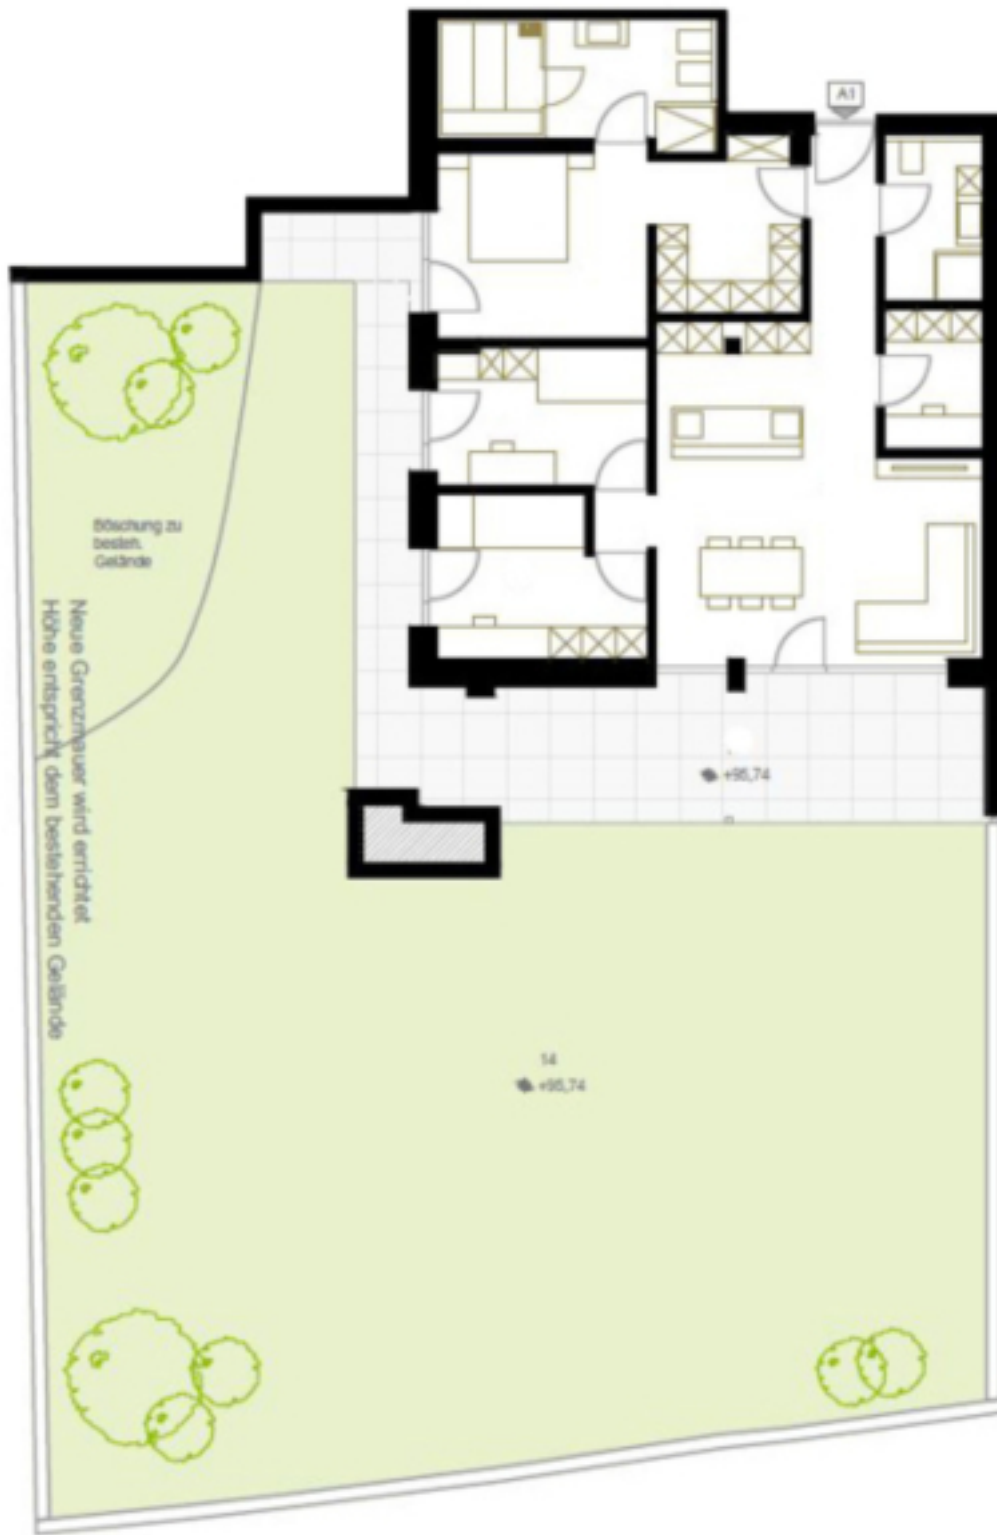 A1
Böschung zu
besteh.
Gelände
Neue Grenzmauer wird errichtet
Höhe entspricht dem bestehenden Gelände
+95,74
14
+95,74